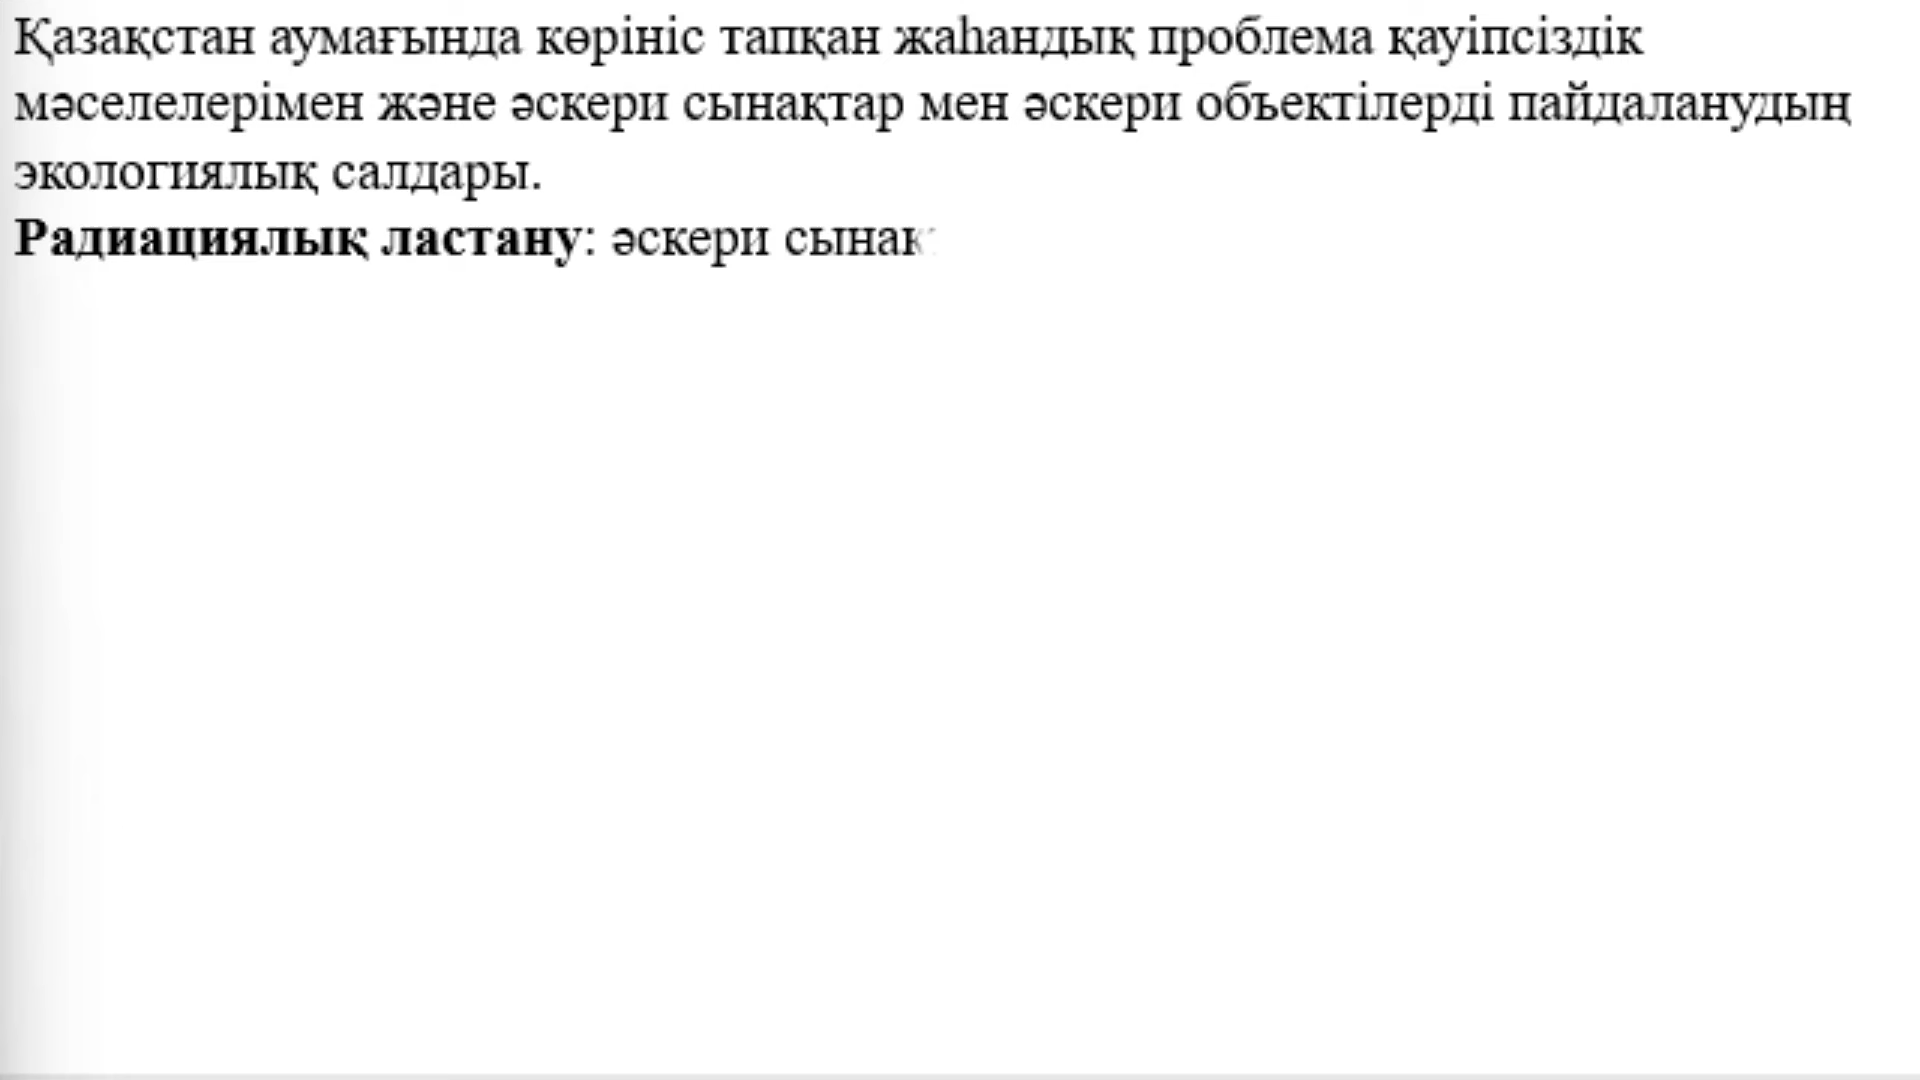 Қазақстан аумағында көрініс тапқан жаһандық проблема қауіпсіздік
мәселелерімен және әскери сынақтар мен әскери объектілерді пайдаланудың
экологиялық салдары.
Радиациялық ластану: әскери